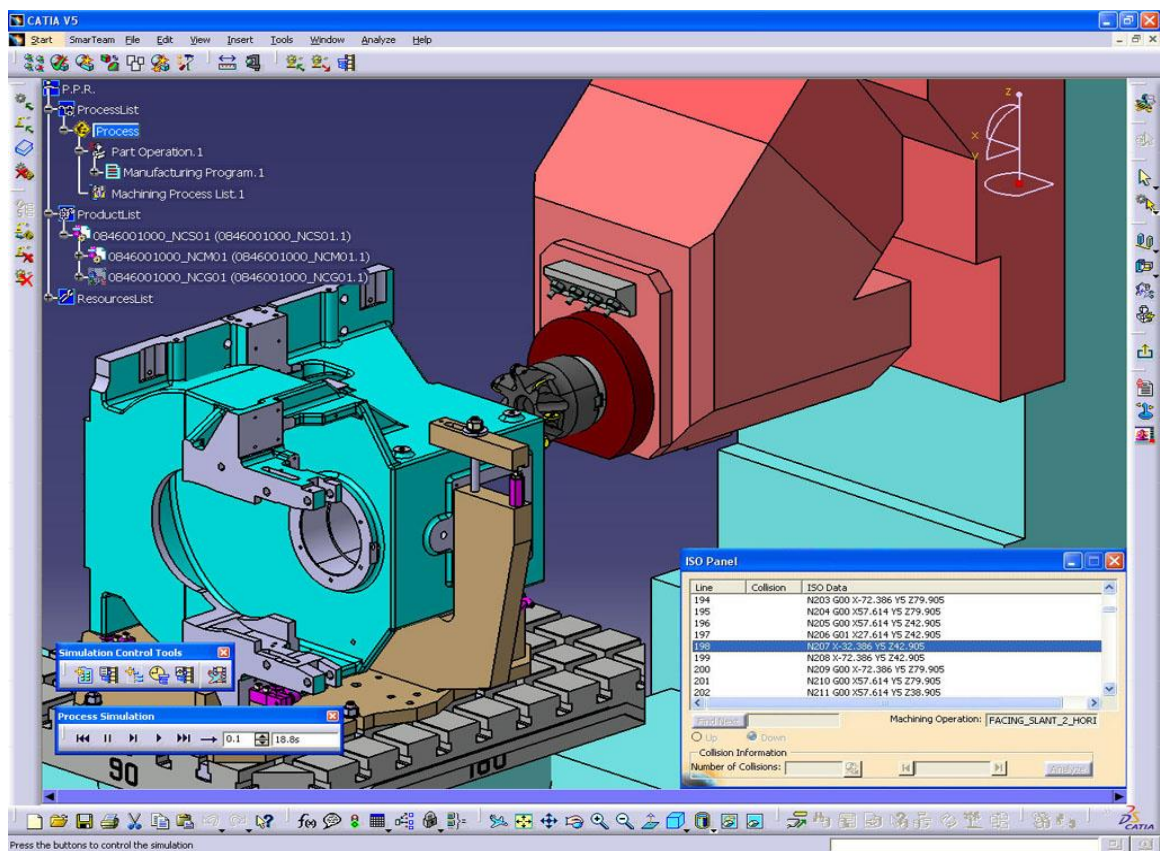 CATIA V5
Start SmarTeam File Edit View Insert Tools Window Analyze Help
P.P.R.
ProcessList
Process
Part Operation.1
Manufacturing Program.1
Machining Process List.1
ProductList
0846001000_NCS01 (0846001000_NCS01.1)
0846001000_NCM01 (0846001000_NCM01.1)
0846001000_NCG01 (0846001000_NCG01.1)
ResourcesList
z
x
y
ISO Panel
Line Collision ISO Data
194 N203 G00 X-72.386 Y5 Z79.905
195 N204 G00 X57.614 Y5 Z79.905
196 N205 G00 X57.614 Y5 Z42.905
197 N206 G01 X27.614 Y5 Z42.905
198 N207 X-32.386 Y5 Z42.905
199 N208 X-72.386 Y5 Z42.905
200 N209 G00 X-72.386 Y5 Z79.905
201 N210 G00 X57.614 Y5 Z79.905
202 N211 G00 X57.614 Y5 Z38.905
Find Next Machining Operation: FACING_SLANT_2_HORI
Up Down
Collision Information
Number of Collisions: Analyze
Simulation Control Tools
Process Simulation
0.1 18.8s
90
180
f(x)
CATIA
Press the buttons to control the simulation